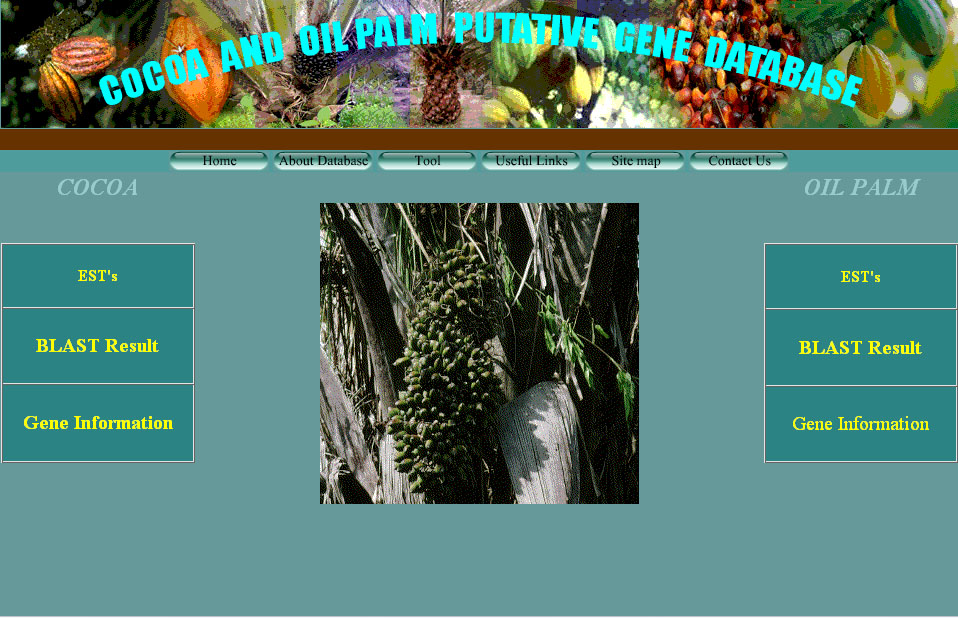 COCOA AND OIL PALM PUTATIVE GENE DATABASE
Home About Database Tool Useful Links Site map Contact Us
COCOA
EST's
BLAST Result
Gene Information
OIL PALM
EST's
BLAST Result
Gene Information